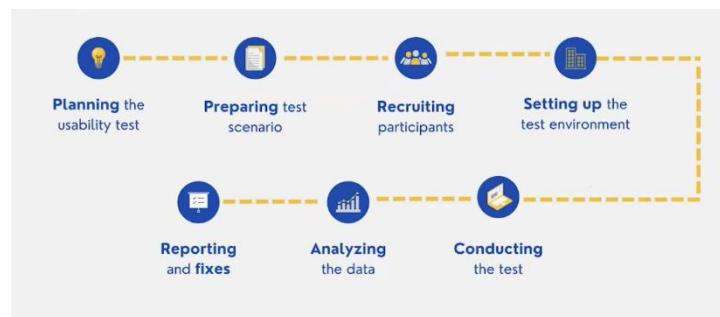 Planning the
usability test
Preparing test
scenario
Recruiting
participants
Setting up the
test environment
Conducting
the test
Analyzing
the data
Reporting
and fixes